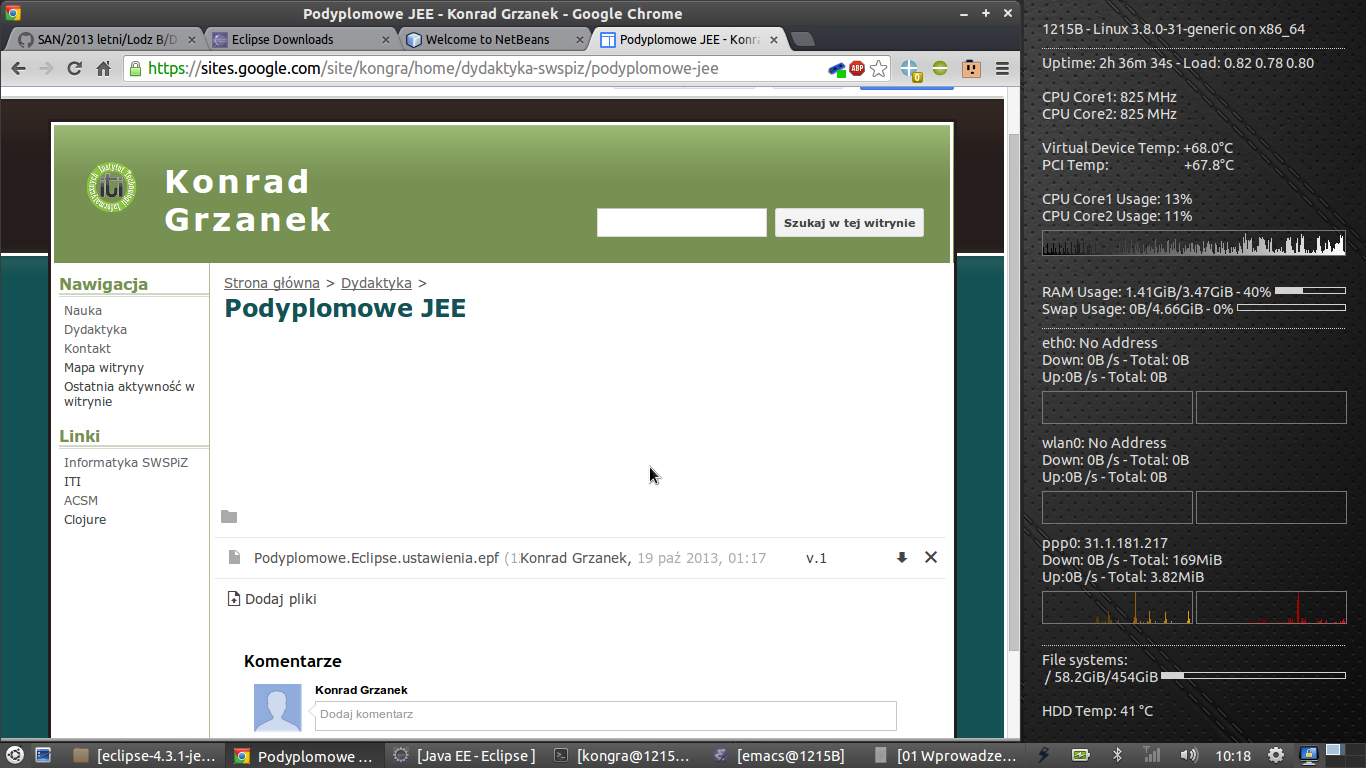 Podyplomowe JEE - Konrad Grzanek - Google Chrome
SAN/2013 letni/Lodz B/D
Eclipse Downloads
Welcome to NetBeans
Podyplomowe JEE - Konra
https://sites.google.com/site/kongra/home/dydaktyka-swspiz/podyplomowe-jee
ABP
0
Instytut Technologii Informatycznych
iti
Konrad
Grzanek
Szukaj w tej witrynie
Nawigacja
Nauka
Dydaktyka
Kontakt
Mapa witryny
Ostatnia aktywność w
witrynie
Linki
Informatyka SWSPiZ
ITI
ACSM
Clojure
Strona główna > Dydaktyka >
Podyplomowe JEE
Podyplomowe.Eclipse.ustawienia.epf (1 Konrad Grzanek, 19 paź 2013, 01:17 v.1
Dodaj pliki
Komentarze
Konrad Grzanek
Dodaj komentarz
1215B - Linux 3.8.0-31-generic on x86_64
Uptime: 2h 36m 34s - Load: 0.82 0.78 0.80
CPU Core1: 825 MHz
CPU Core2: 825 MHz
Virtual Device Temp: +68.0°C
PCI Temp: +67.8°C
CPU Core1 Usage: 13%
CPU Core2 Usage: 11%
RAM Usage: 1.41GiB/3.47GiB - 40%
Swap Usage: 0B/4.66GiB - 0%
eth0: No Address
Down: 0B /s - Total: 0B
Up:0B /s - Total: 0B
wlan0: No Address
Down: 0B /s - Total: 0B
Up:0B /s - Total: 0B
ppp0: 31.1.181.217
Down: 0B /s - Total: 169MiB
Up:0B /s - Total: 3.82MiB
File systems:
/ 58.2GiB/454GiB
HDD Temp: 41 °C
[eclipse-4.3.1-je...
Podyplomowe ...
[Java EE - Eclipse ]
[kongra@1215...
[emacs@1215B]
[01 Wprowadze...
10:18